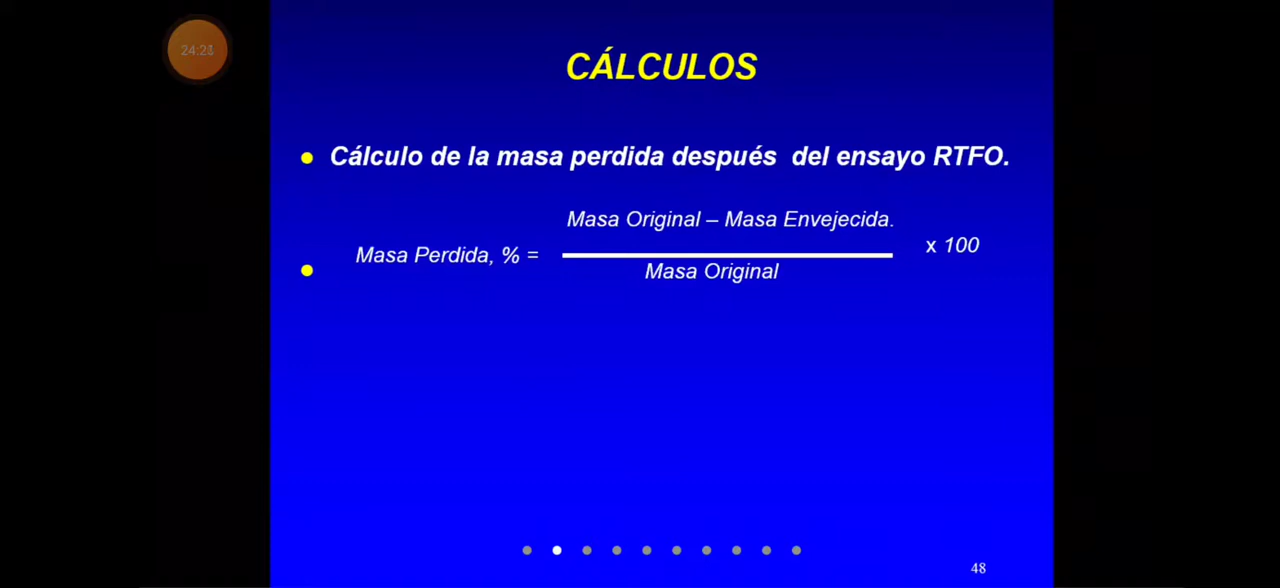 24:21
CÁLCULOS
Cálculo de la masa perdida después del ensayo RTFO.
Masa Original – Masa Envejecida.
Masa Perdida, % =
x 100
Masa Original
48